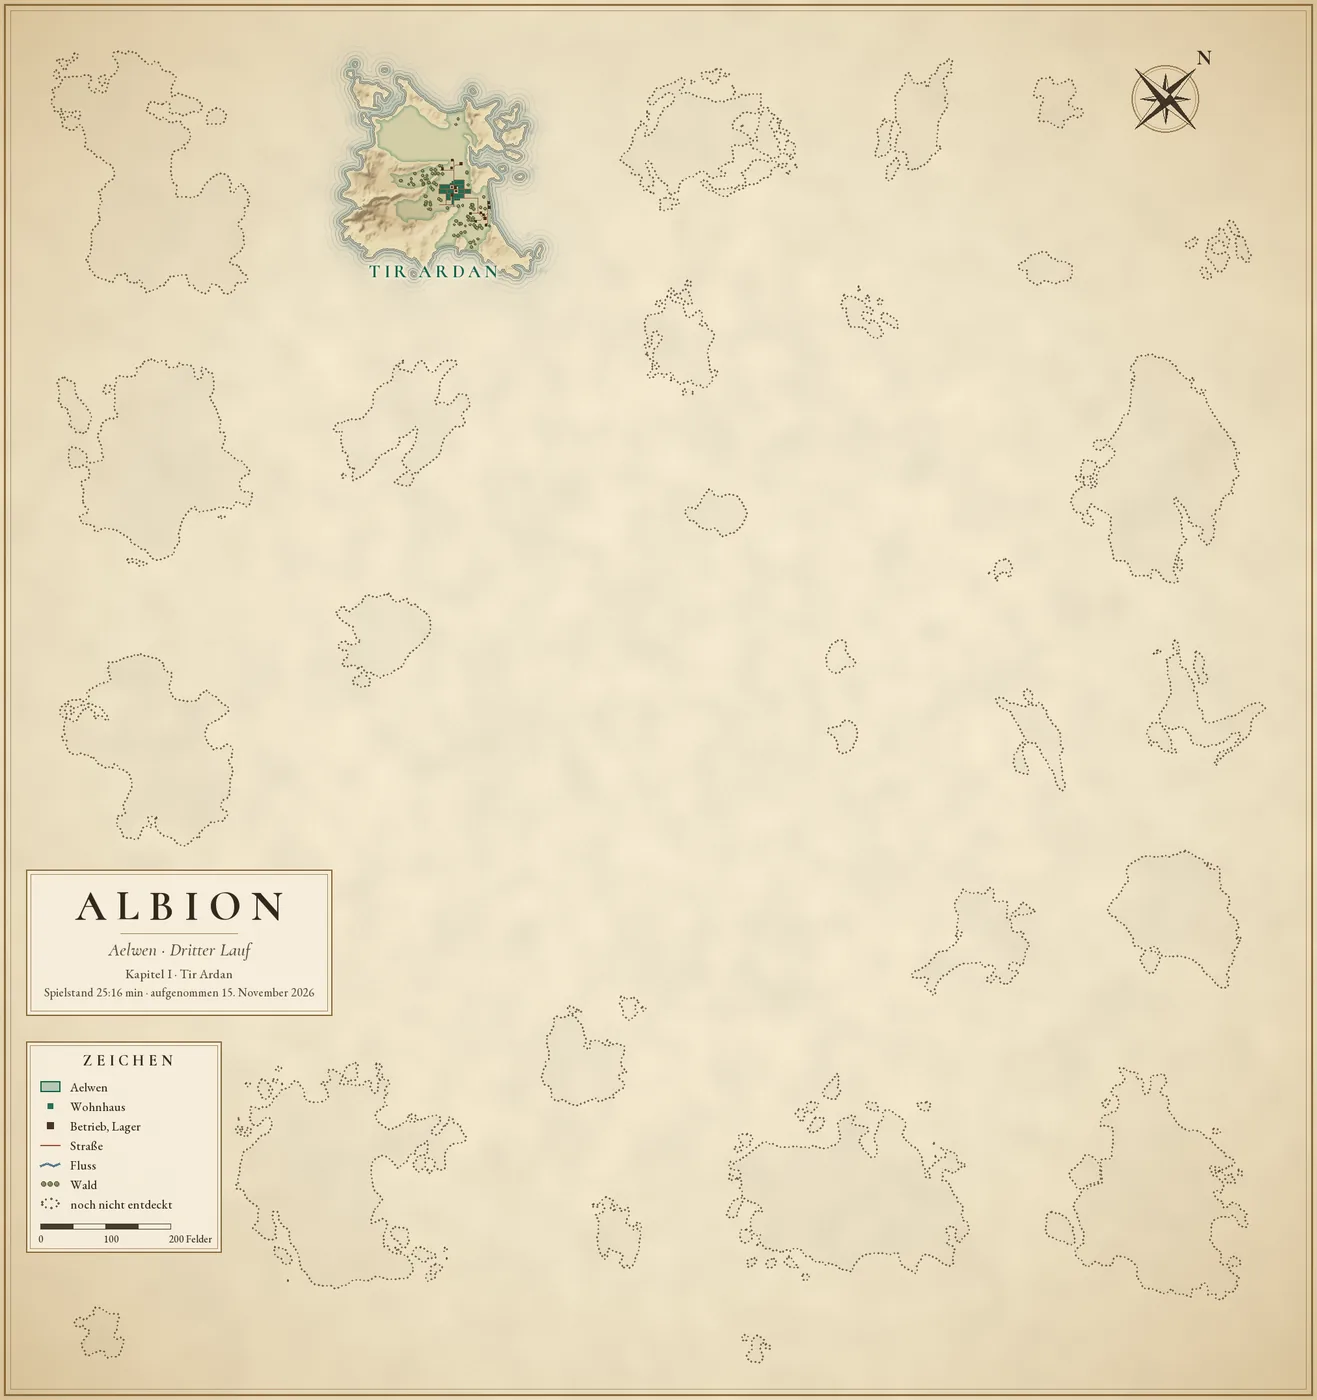 N
TIR ARDAN
ALBION
Aelwen · Dritter Lauf
Kapitel I · Tir Ardan
Spielstand 25:16 min · aufgenommen 15. November 2026
ZEICHEN
Aelwen
Wohnhaus
Betrieb, Lager
Straße
Fluss
Wald
noch nicht entdeckt
0 100 200 Felder